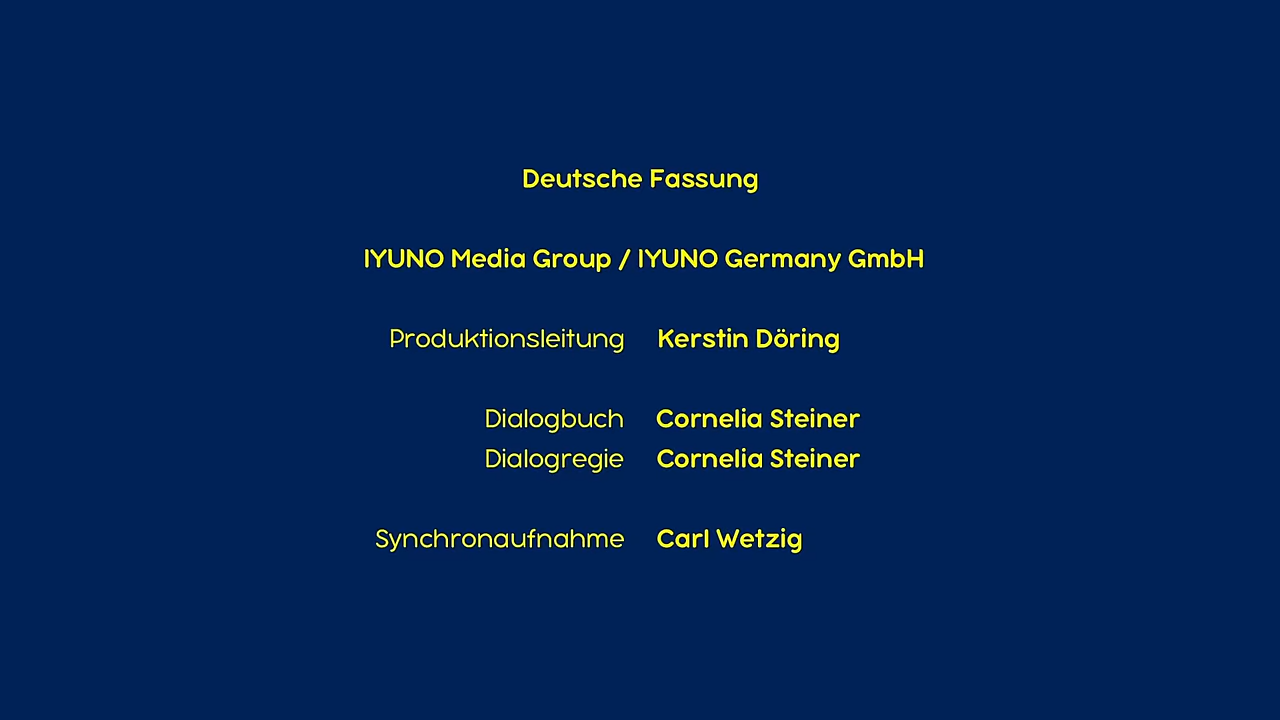 Deutsche Fassung
IYUNO Media Group / IYUNO Germany GmbH
Produktionsleitung Kerstin Döring
Dialogbuch Cornelia Steiner
Dialogregie Cornelia Steiner
Synchronaufnahme Carl Wetzig